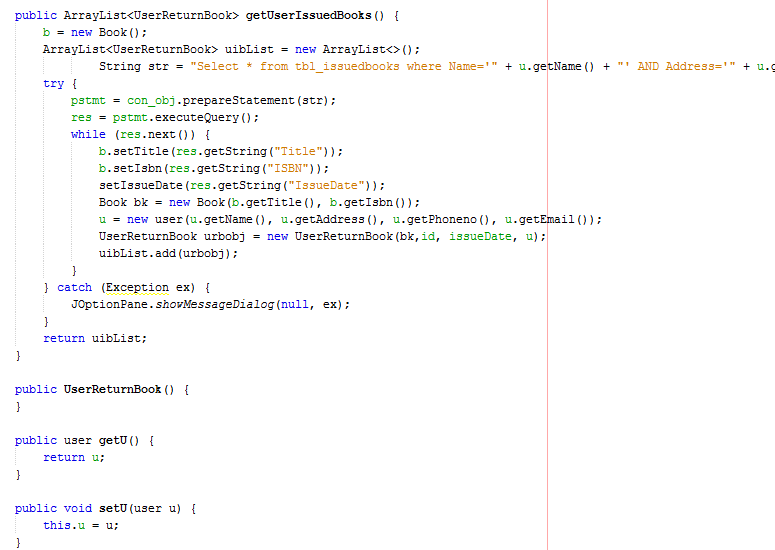 public ArrayList<UserReturnBook> getUserIssuedBooks() {
b = new Book();
ArrayList<UserReturnBook> uibList = new ArrayList<>();
String str = "Select * from tbl_issuedbooks where Name='" + u.getName() + "' AND Address='" + u.g
try {
pstmt = con_obj.prepareStatement(str);
res = pstmt.executeQuery();
while (res.next()) {
b.setTitle(res.getString("Title"));
b.setIsbn(res.getString("ISBN"));
setIssueDate(res.getString("IssueDate"));
Book bk = new Book(b.getTitle(), b.getIsbn());
u = new user(u.getName(), u.getAddress(), u.getPhoneno(), u.getEmail());
UserReturnBook urbobj = new UserReturnBook(bk,id, issueDate, u);
uibList.add(urbobj);
}
} catch (Exception ex) {
JOptionPane.showMessageDialog(null, ex);
}
return uibList;
}
public UserReturnBook() {
}
public user getU() {
return u;
}
public void setU(user u) {
this.u = u;
}